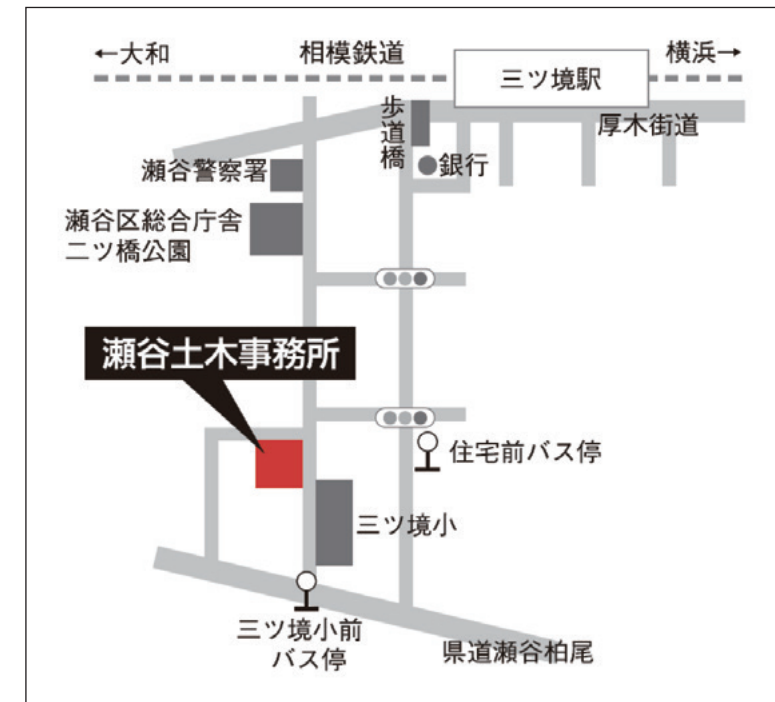 ←大和
相模鉄道
横浜→
三ツ境駅
歩道橋
厚木街道
銀行
瀬谷警察署
瀬谷区総合庁舎
二ツ橋公園
瀬谷土木事務所
住宅前バス停
三ツ境小
三ツ境小前
バス停
県道瀬谷柏尾